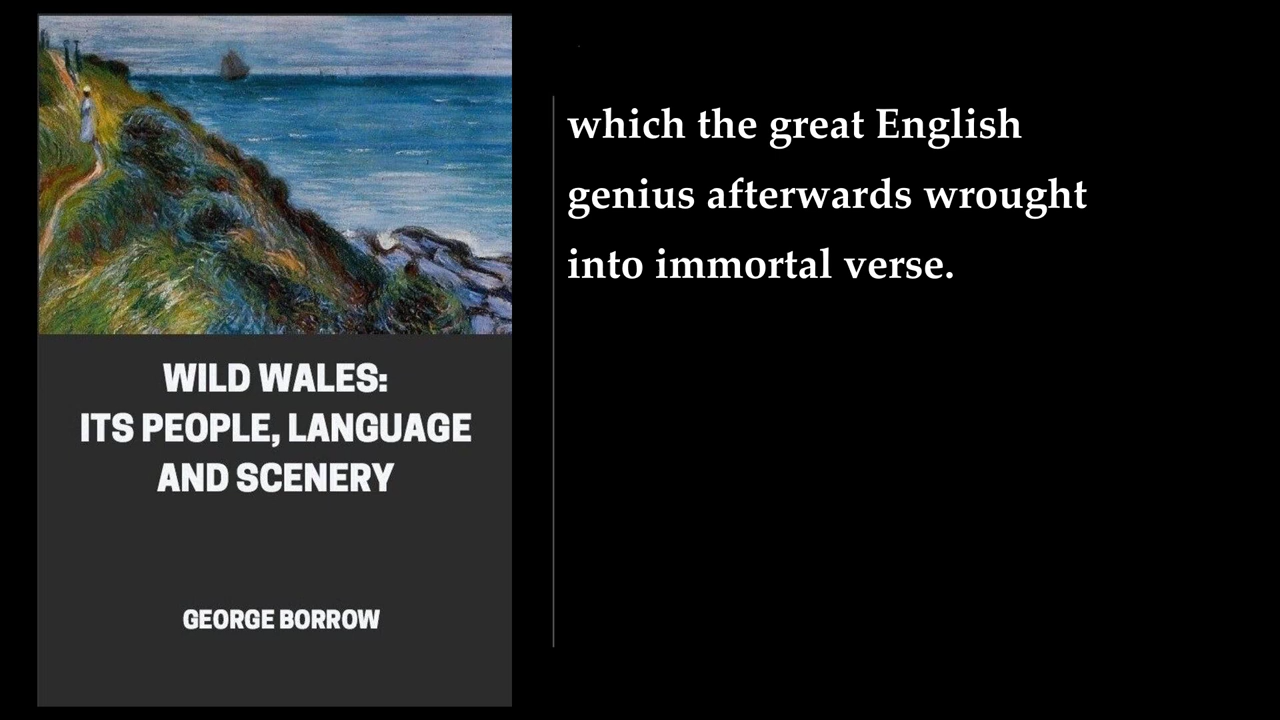 WILD WALES:
ITS PEOPLE, LANGUAGE
AND SCENERY
GEORGE BORROW
which the great English
genius afterwards wrought
into immortal verse.